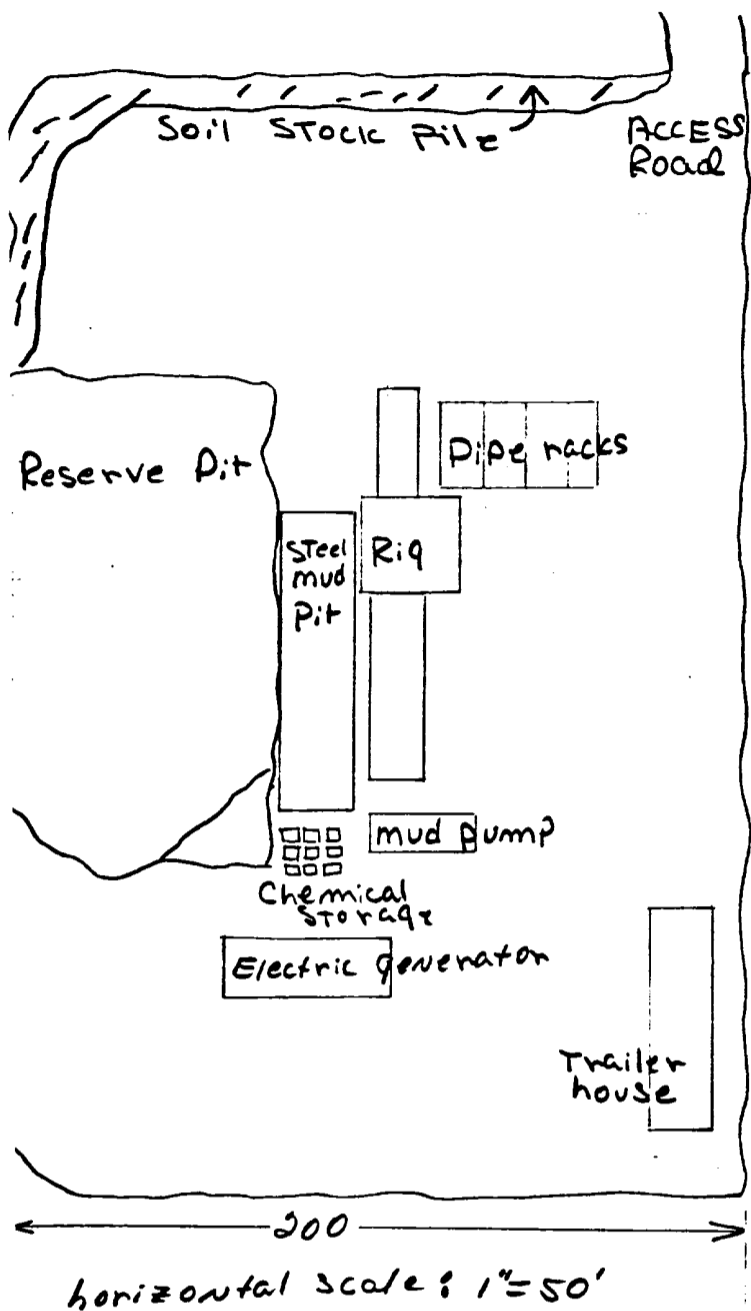 Soil Stock Pile
ACCESS
Road
Reserve Pit
Pipe racks
Steel
mud
Pit
Rig
mud pump
Chemical
Storage
Electric generator
Trailer
house
200
horizontal scale: 1"=50'